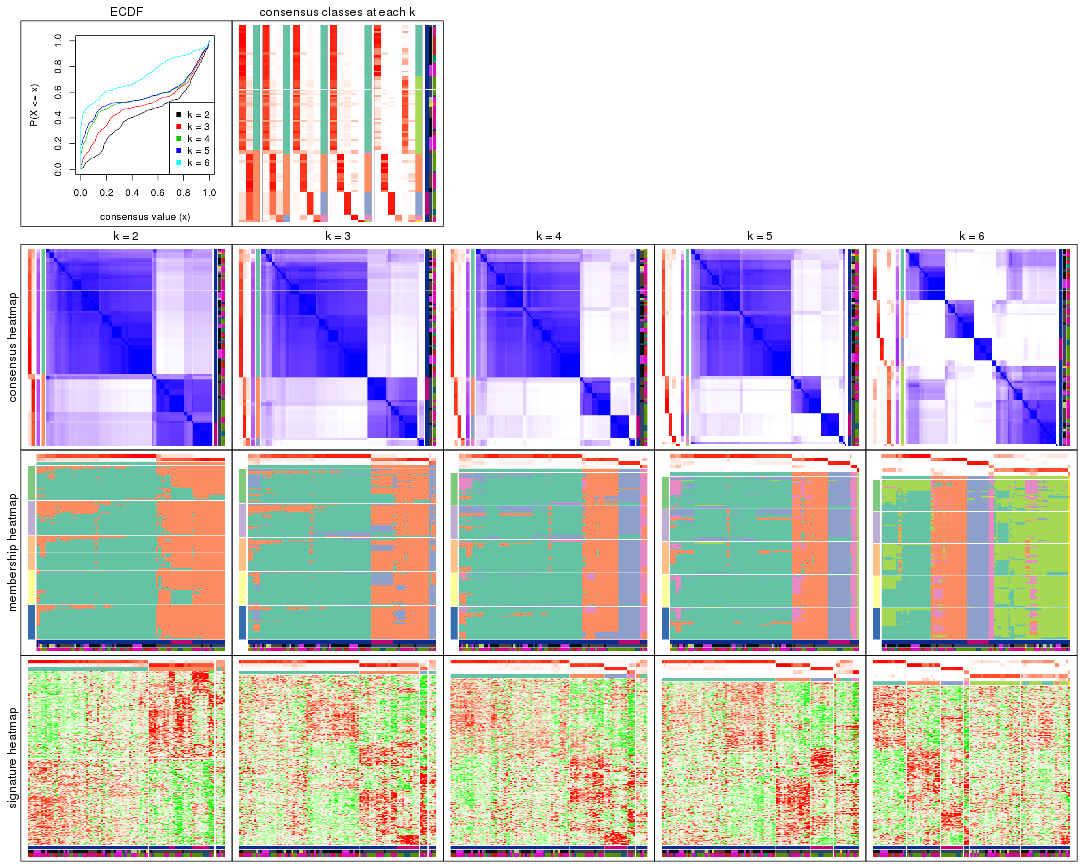 ECDF
consensus classes at each k
P(X <= x)
0.0 0.2 0.4 0.6 0.8 1.0
k = 2
k = 3
k = 4
k = 5
k = 6
0.0 0.2 0.4 0.6 0.8 1.0
consensus value (x)
k = 2 k = 3 k = 4 k = 5 k = 6
consensus heatmap
membership heatmap
signature heatmap